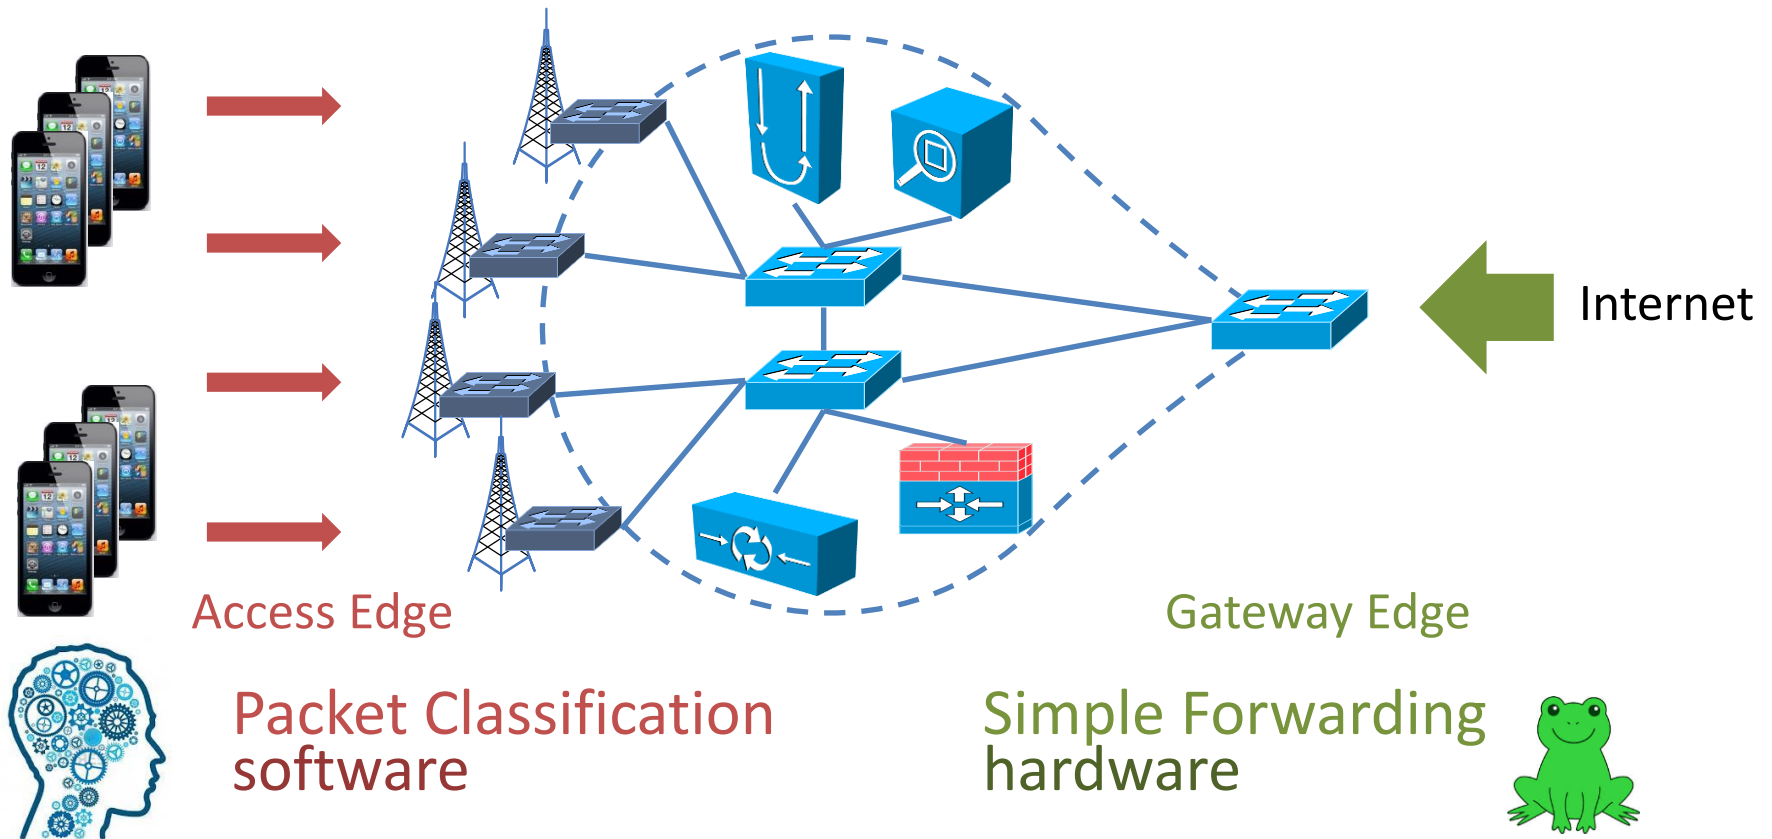 Internet
Access Edge
Gateway Edge
Packet Classification
software
Simple Forwarding
hardware